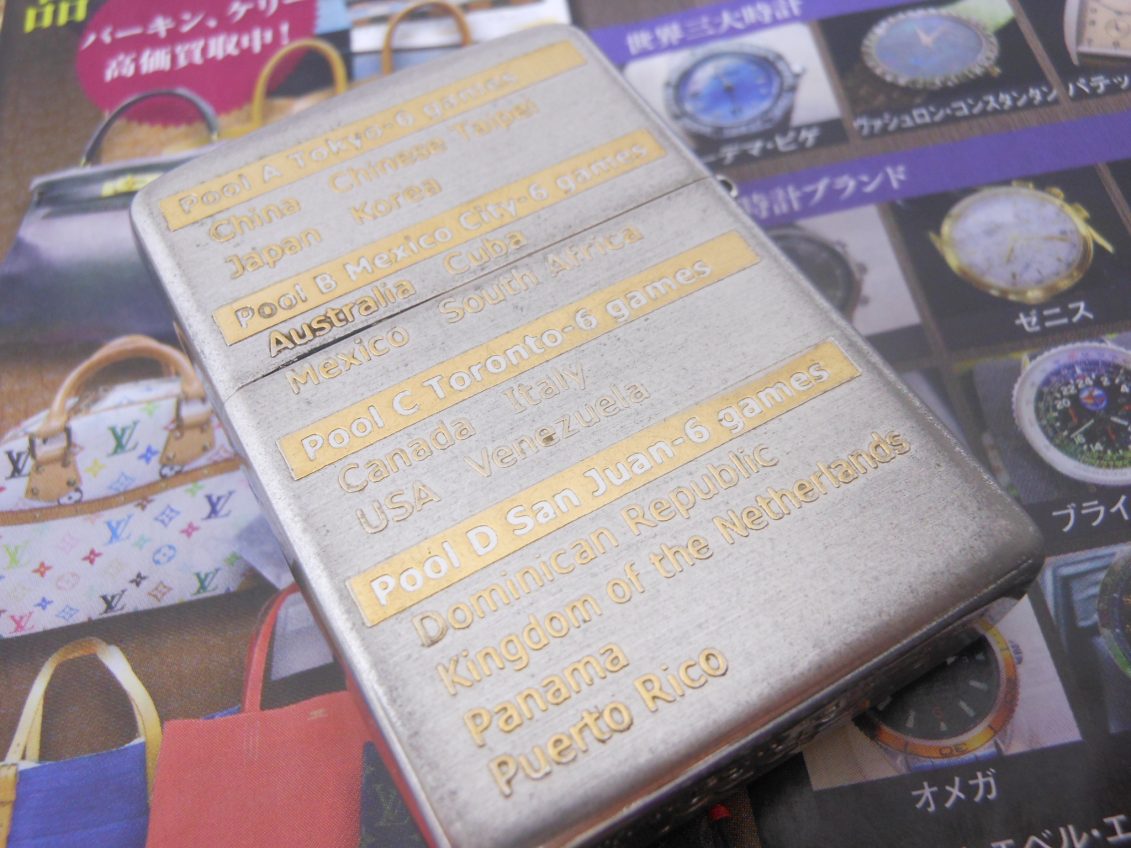 品
バーキン、ケリー
高価買取中!
世界三大時計
ーデマ・ピゲ
ヴァシュロン・コンスタンタン
パテッ
時計ブランド
ゼニス
ブライ
オメガ
エベル・エ
Pool A Tokyo-6 games
China Chinese Taipei
Japan Korea
Pool B Mexico City-6 games
Australia Cuba
Mexico South Africa
Pool C Toronto-6 games
Canada Italy
USA Venezuela
Pool D San Juan-6 games
Dominican Republic
Kingdom of the Netherlands
Panama
Puerto Rico